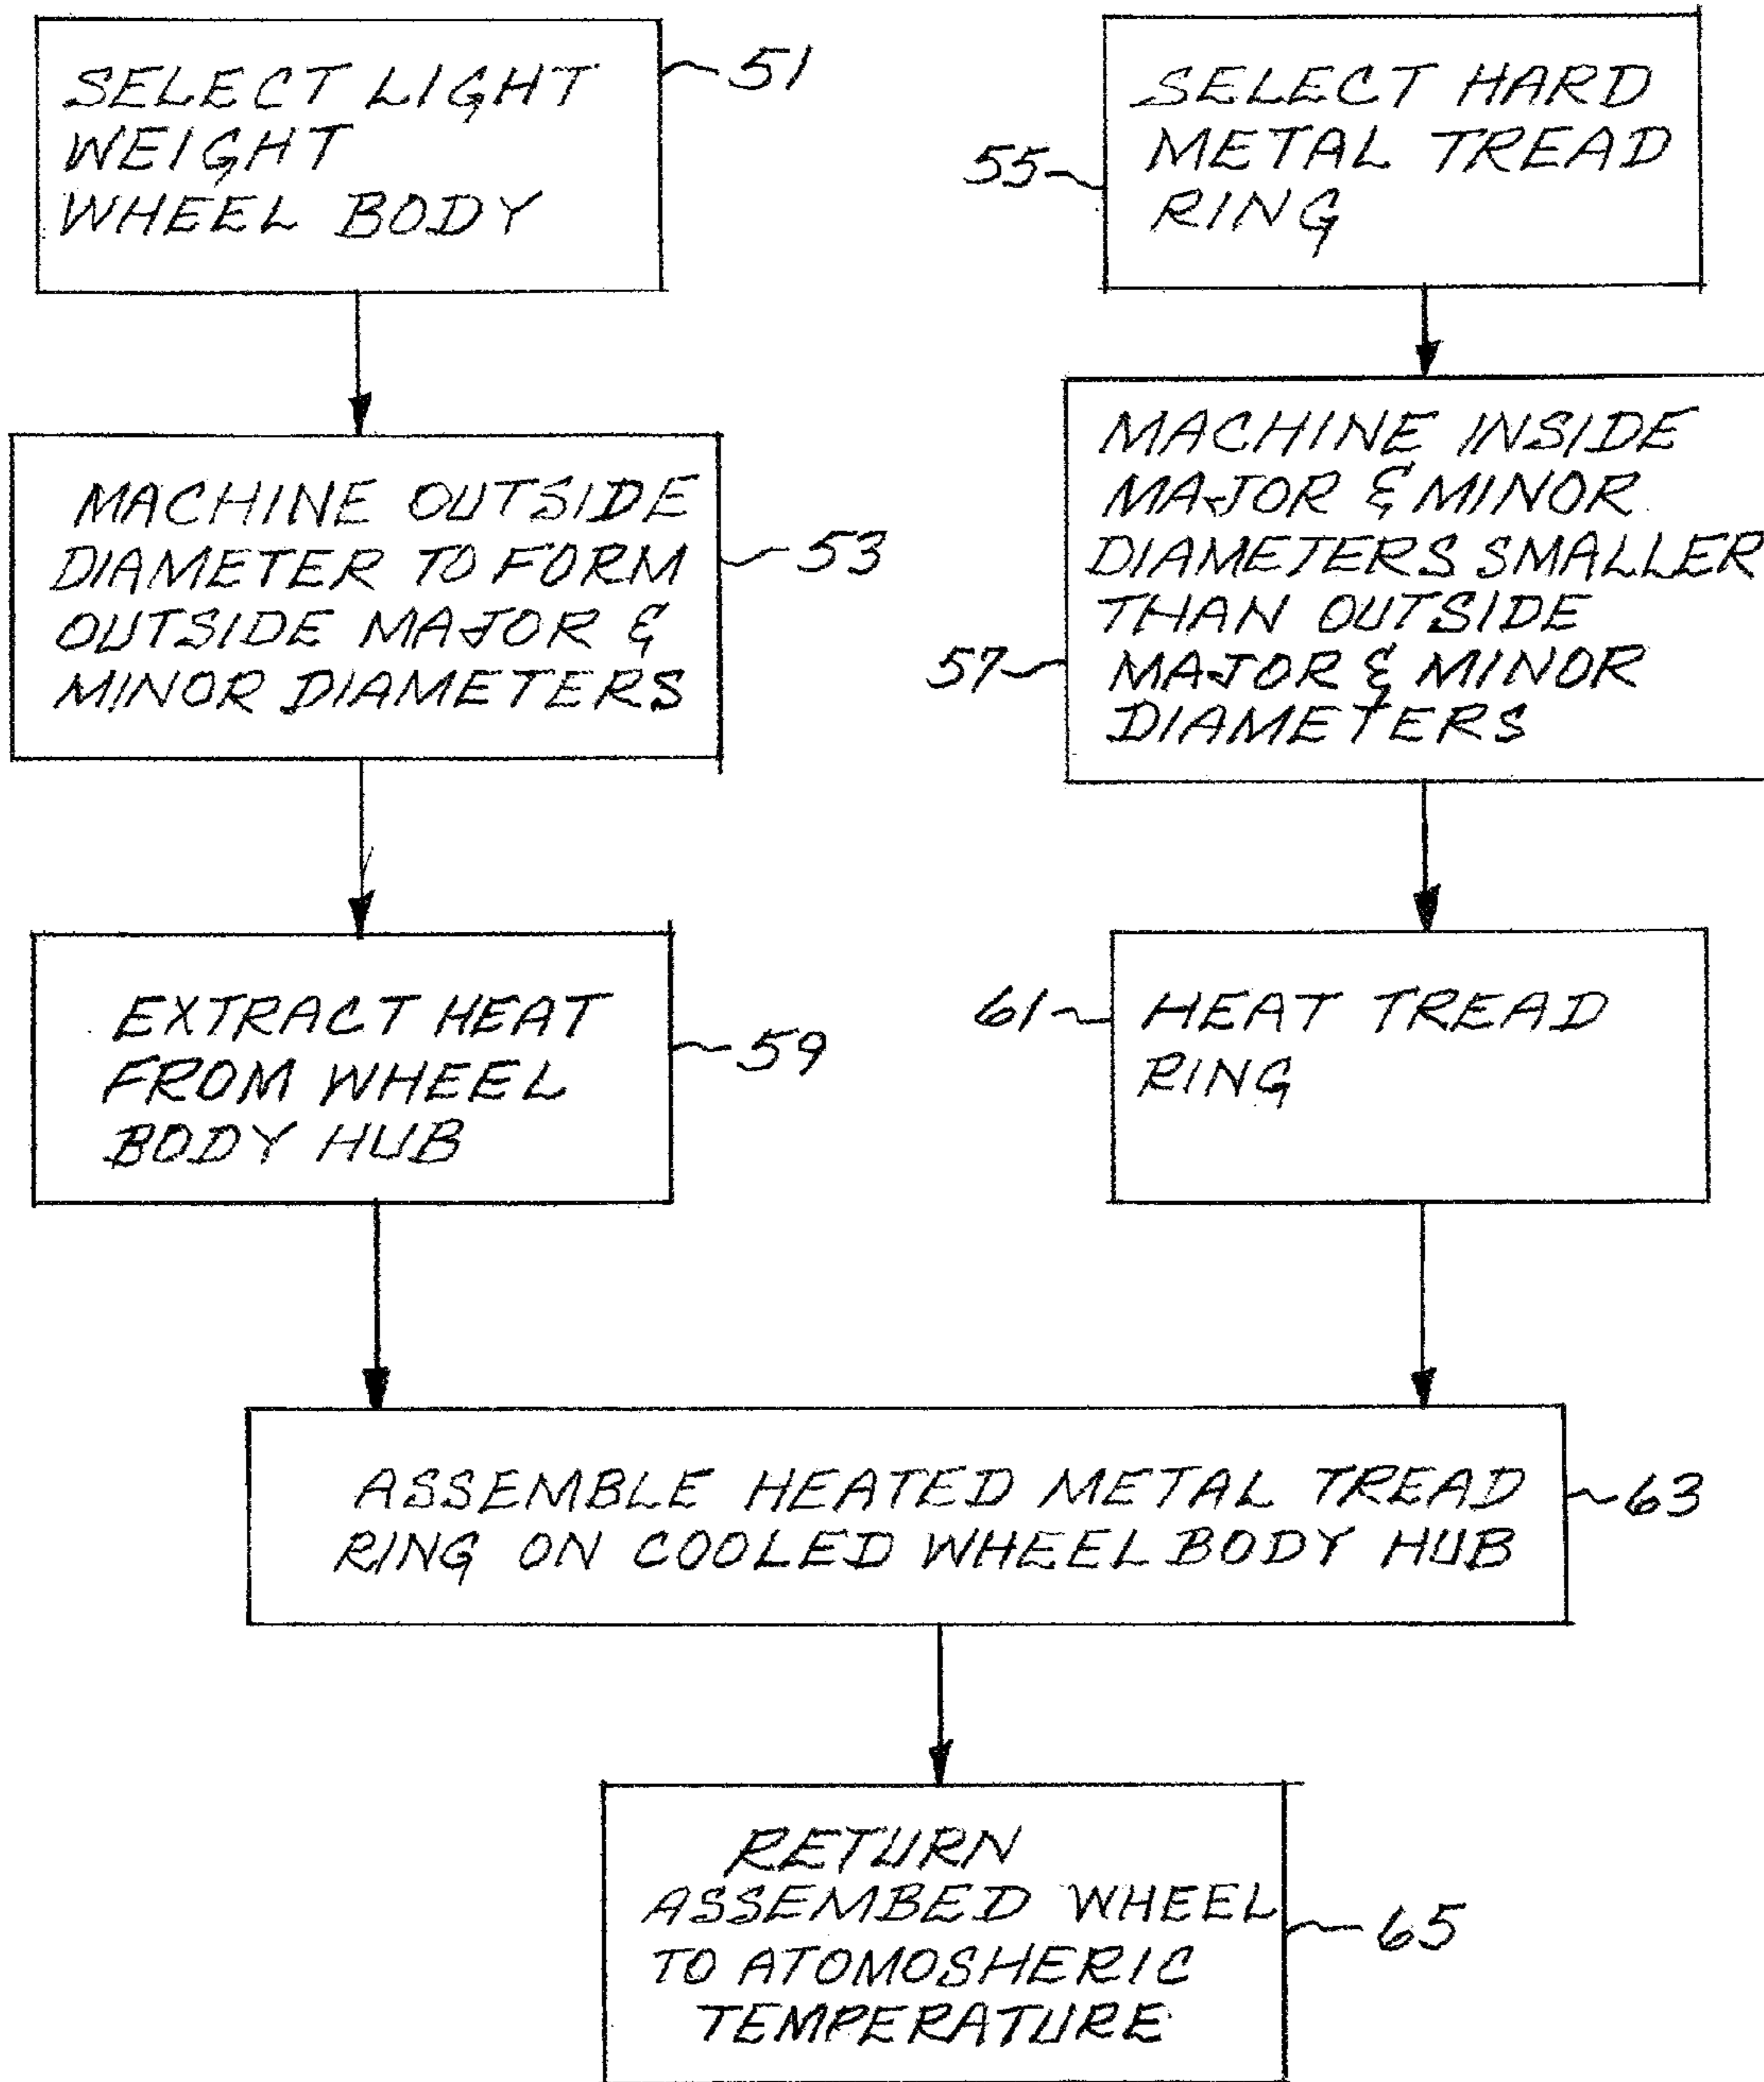 SELECT LIGHT
WEIGHT
WHEEL BODY
51
SELECT HARD
METAL TREAD
RING
55
MACHINE OUTSIDE
DIAMETER TO FORM
OUTSIDE MAJOR &
MINOR DIAMETERS
53
MACHINE INSIDE
MAJOR & MINOR
DIAMETERS SMALLER
THAN OUTSIDE
MAJOR & MINOR
DIAMETERS
57
EXTRACT HEAT
FROM WHEEL
BODY HUB
59
HEAT TREAD
RING
61
ASSEMBLE HEATED METAL TREAD
RING ON COOLED WHEEL BODY HUB
63
RETURN
ASSEMBED WHEEL
TO ATOMOSHERIC
TEMPERATURE
65